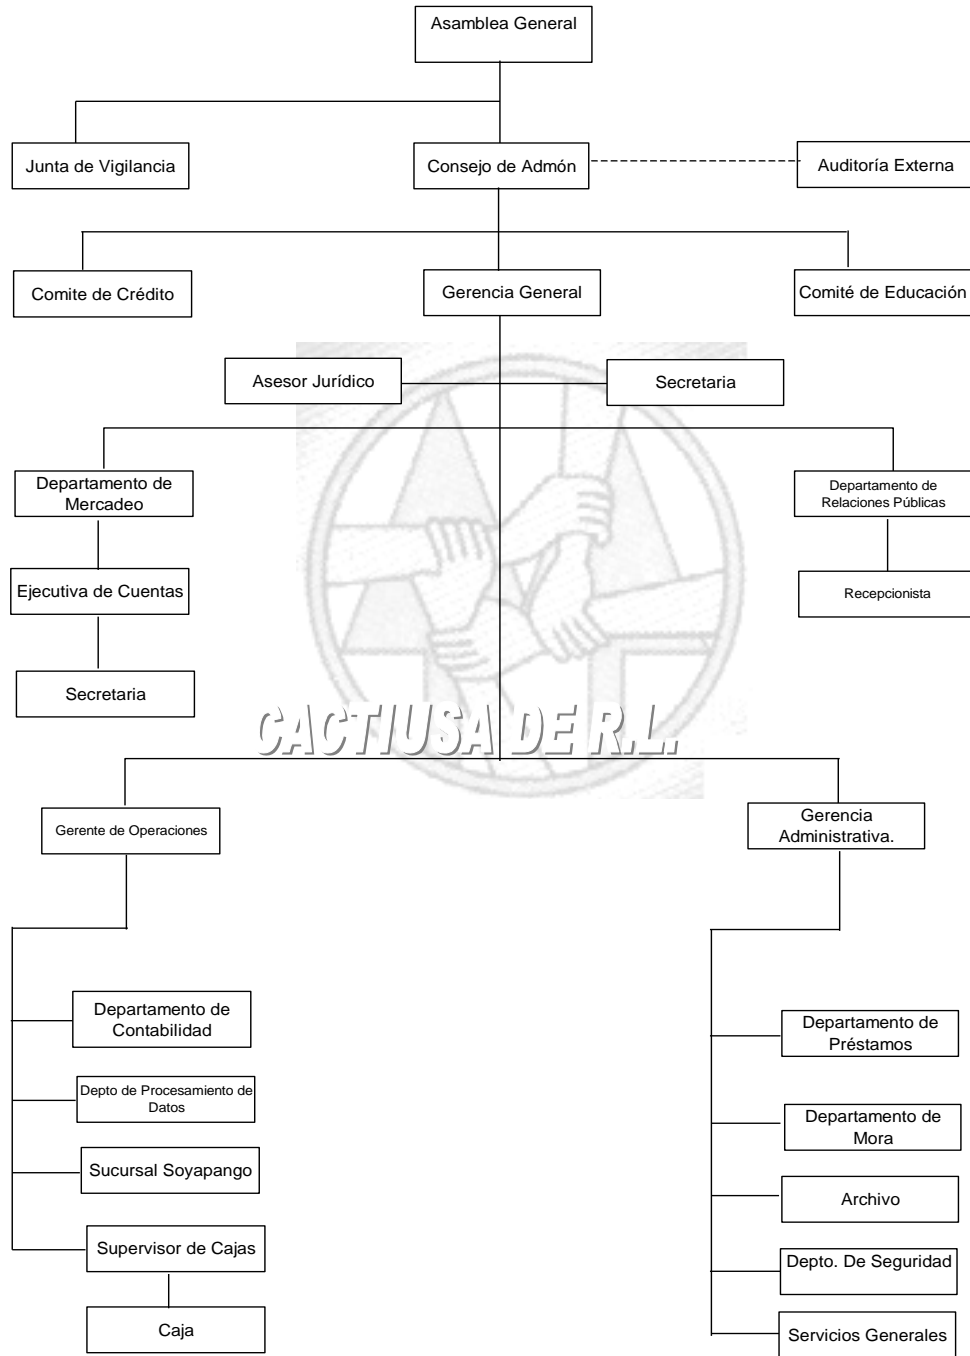 Asamblea General
Junta de Vigilancia
Consejo de Admón
Auditoría Externa
Comite de Crédito
Gerencia General
Comité de Educación
Asesor Jurídico
Secretaria
Departamento de
Mercadeo
Departamento de
Relaciones Públicas
Ejecutiva de Cuentas
Recepcionista
Secretaria
CACTIUSA DE R.L.
Gerente de Operaciones
Gerencia
Administrativa.
Departamento de
Contabilidad
Departamento de
Préstamos
Depto de Procesamiento de
Datos
Departamento de
Mora
Sucursal Soyapango
Archivo
Supervisor de Cajas
Depto. De Seguridad
Caja
Servicios Generales